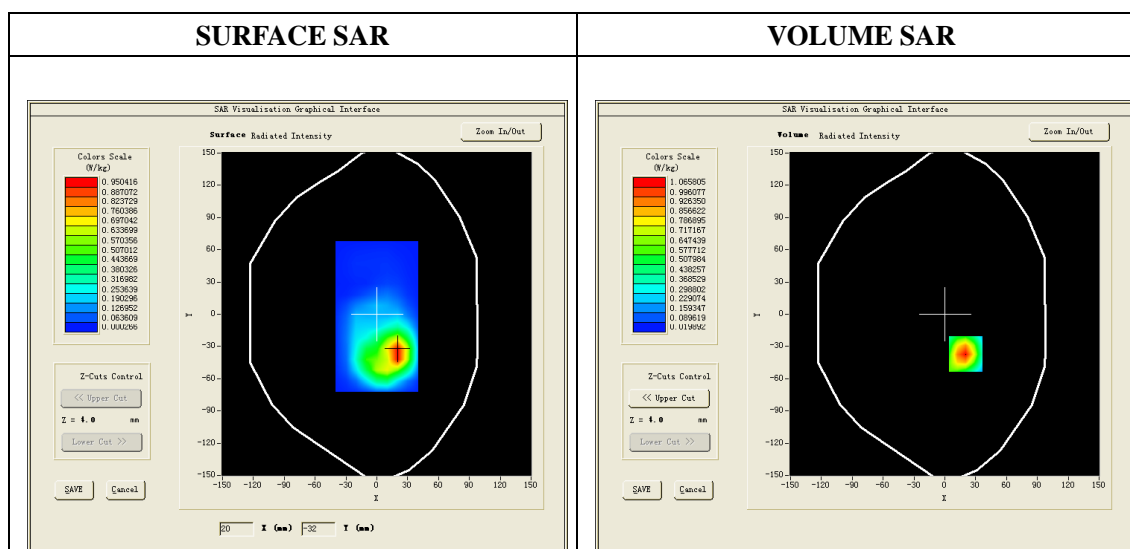 SURFACE SAR
VOLUME SAR
SAR Visualisation Graphical Interface
Surface Radiated Intensity
Zoom In/Out
Colors Scale
(W/kg)
0.950416
0.887072
0.823729
0.760386
0.697042
0.633699
0.570356
0.507012
0.443669
0.380326
0.316982
0.253639
0.190296
0.126952
0.063609
0.000266
Z-Cuts Control
<< Upper Cut
Z = 4.0 mm
Lower Cut >>
SAVE Cancel
150
120
90
60
30
0
-30
-60
-90
-120
-150
Y
-150 -120 -90 -60 -30 0 30 60 90 120 150
X
20 X (mm) -32 Y (mm)
SAR Visualisation Graphical Interface
Volume Radiated Intensity
Zoom In/Out
Colors Scale
(W/kg)
1.065805
0.996077
0.926350
0.856622
0.786895
0.717167
0.647439
0.577712
0.507984
0.438257
0.368529
0.298802
0.229074
0.159347
0.089619
0.019892
Z-Cuts Control
<< Upper Cut
Z = 4.0 mm
Lower Cut >>
SAVE Cancel
150
120
90
60
30
0
-30
-60
-90
-120
-150
Y
-150 -120 -90 -60 -30 0 30 60 90 120 150
X